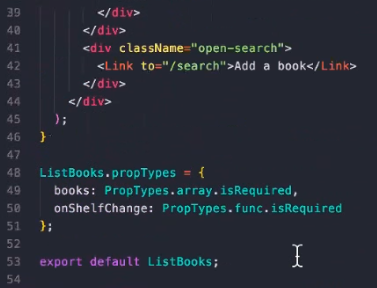 39 </div>
40 </div>
41 <div className="open-search">
42 <Link to="/search">Add a book</Link>
43 </div>
44 </div>
45 );
46 }
47
48 ListBooks.propTypes = {
49 books: PropTypes.array.isRequired,
50 onShelfChange: PropTypes.func.isRequired
51 };
52
53 export default ListBooks;
54